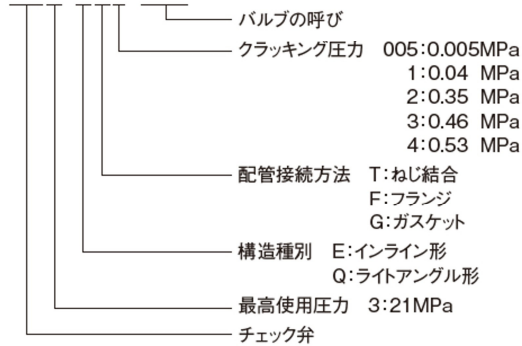 バルブの呼び
クラッキング圧力 005:0.005MPa
1:0.04 MPa
2:0.35 MPa
3:0.46 MPa
4:0.53 MPa
配管接続方法 T:ねじ結合
F:フランジ
G:ガスケット
構造種別 E:インライン形
Q:ライトアングル形
最高使用圧力 3:21MPa
チェック弁